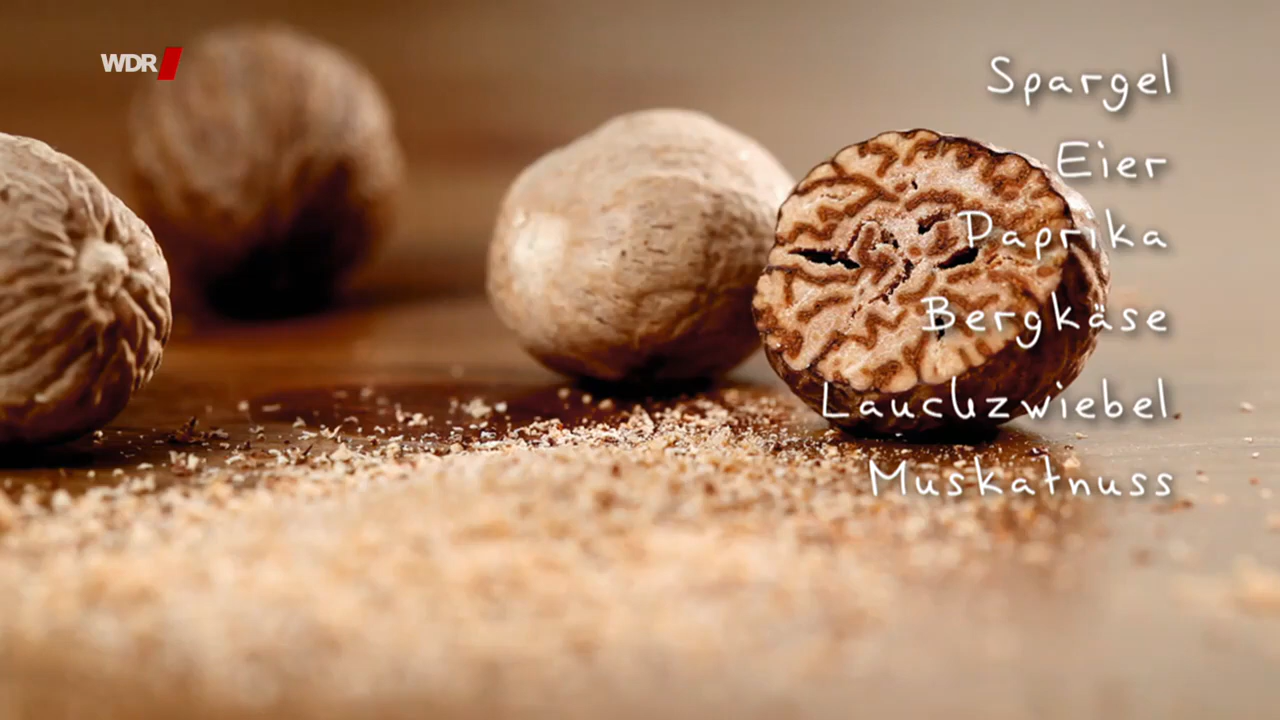 WDR
Spargel
Eier
Paprika
Bergkäse
Lauchzwiebel
Muskatnuss